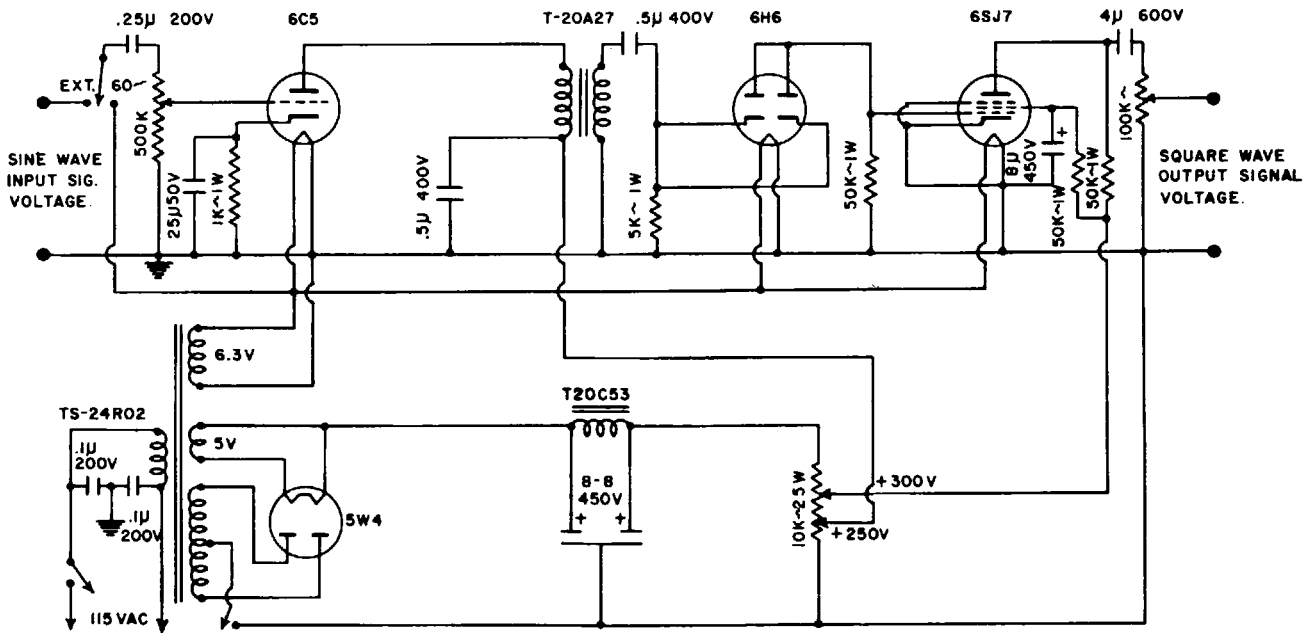 .25µ 200V
6C5
T-20A27
.5µ 400V
6H6
6SJ7
4µ 600V
EXT.
60~
500K
100K~
SINE WAVE
INPUT SIG.
VOLTAGE.
25µ50V
1K~1W
.5µ 400V
5K~1W
50K~1W
8µ
450V
+
50K~1W
50K~1W
SQUARE WAVE
OUTPUT SIGNAL
VOLTAGE.
6.3V
TS-24R02
5V
.1µ
200V
.1µ
200V
5W4
T20C53
8-8
450V
+
+
10K~25W
+300V
+250V
115 VAC